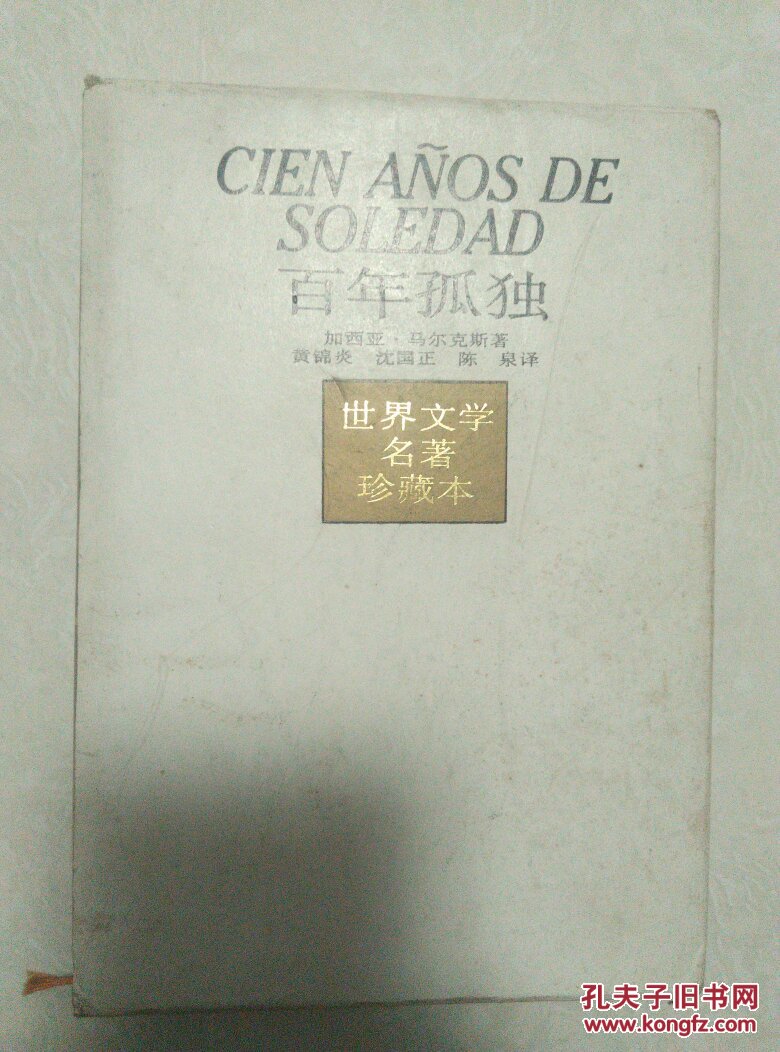 CIEN AÑOS DE
SOLEDAD
百年孤独
加西亚·马尔克斯著
黄锦炎 沈国正 陈 泉译
世界文学
名著
珍藏本
孔夫子旧书网
www.kongfz.com